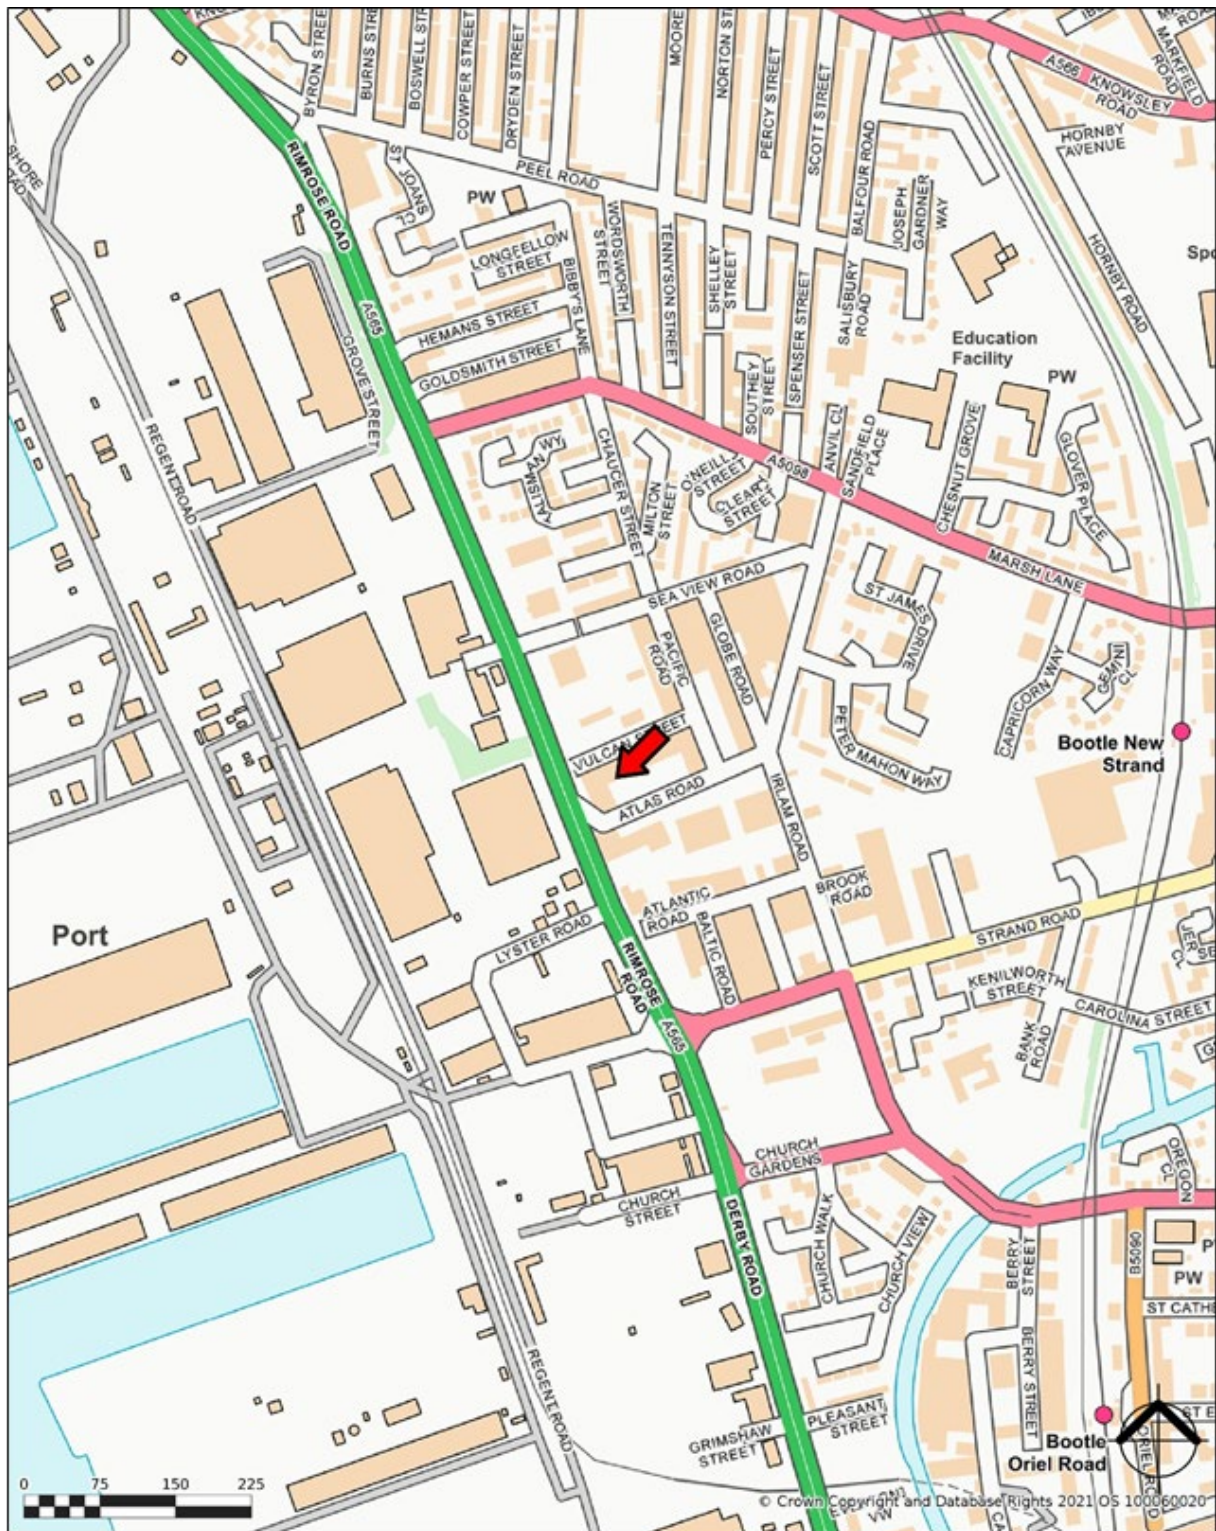 BYRON STREET
BURNS STREET
BOSWELL ST
COWPER STREET
DRYDEN STREET
MOORE
NORTON ST
PERCY STREET
SCOTT STREET
BALFOUR ROAD
A566 KNOWSLEY
ROAD
MARKFIELD
ROAD
HORNBY
AVENUE
HORNBY ROAD
SHORE
RIMROSE ROAD
ST JOANS
CL
PEEL ROAD
PW
LONGFELLOW
STREET
BIBBY'S LANE
WORDSWORTH
STREET
TENNYSON STREET
SHELLEY
STREET
SPENSER STREET
SALISBURY
ROAD
JOSEPH
GARDNER
WAY
Education
Facility
PW
A565
HEMANS STREET
GOLDSMITH STREET
GROVE STREET
REGENT ROAD
SOUTHEY
STREET
ANVIL CL
SANDFIELD
PLACE
CHESNUT GROVE
GLOVER PLACE
TALISMAN WY
CHAUCER STREET
MILTON
STREET
O'NEILL
STREET
CLEARY
STREET
A5098
MARSH LANE
SEA VIEW ROAD
ST JAMES DRIVE
PACIFIC
ROAD
GLOBE ROAD
CAPRICORN WAY
GEMINI
CL
PETER MAHON WAY
VULCAN STREET
ATLAS ROAD
IRLAM ROAD
Bootle New
Strand
BROOK
ROAD
ATLANTIC
ROAD
BALTIC ROAD
LYSTER ROAD
RIMROSE
ROAD
A565
STRAND ROAD
KENILWORTH
STREET
CAROLINA STREET
BANK
ROAD
Port
CHURCH
GARDENS
CHURCH
STREET
DERBY ROAD
CHURCH WALK
CHURCH VIEW
OREGON
CL
B5090
PW
BERRY
STREET
BERRY STREET
REGENT ROAD
PLEASANT
STREET
GRIMSHAW
STREET
Bootle
Oriel Road
ORIEL ROAD
0 75 150 225
© Crown Copyright and Database Rights 2021 OS 100060020